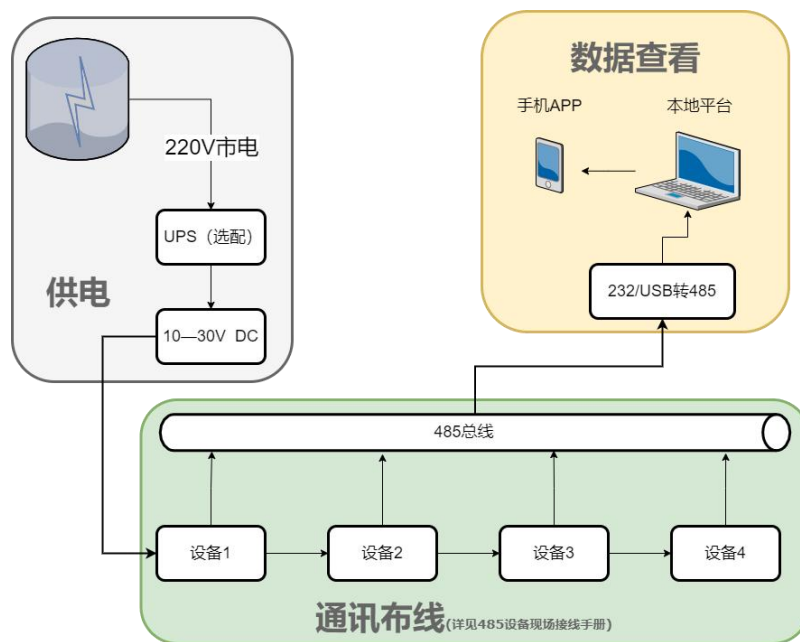 数据查看
手机APP
本地平台
220V市电
UPS（选配）
供电
232/USB转485
10—30V DC
485总线
设备1
设备2
设备3
设备4
通讯布线(详见485设备现场接线手册)